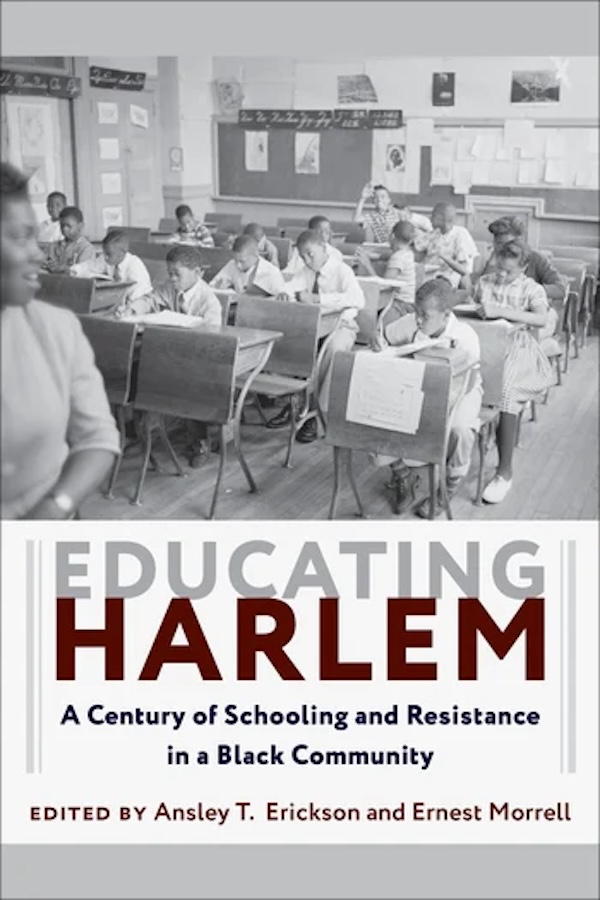 EDUCATING
HARLEM
A Century of Schooling and Resistance
in a Black Community
EDITED BY Ansley T. Erickson and Ernest Morrell